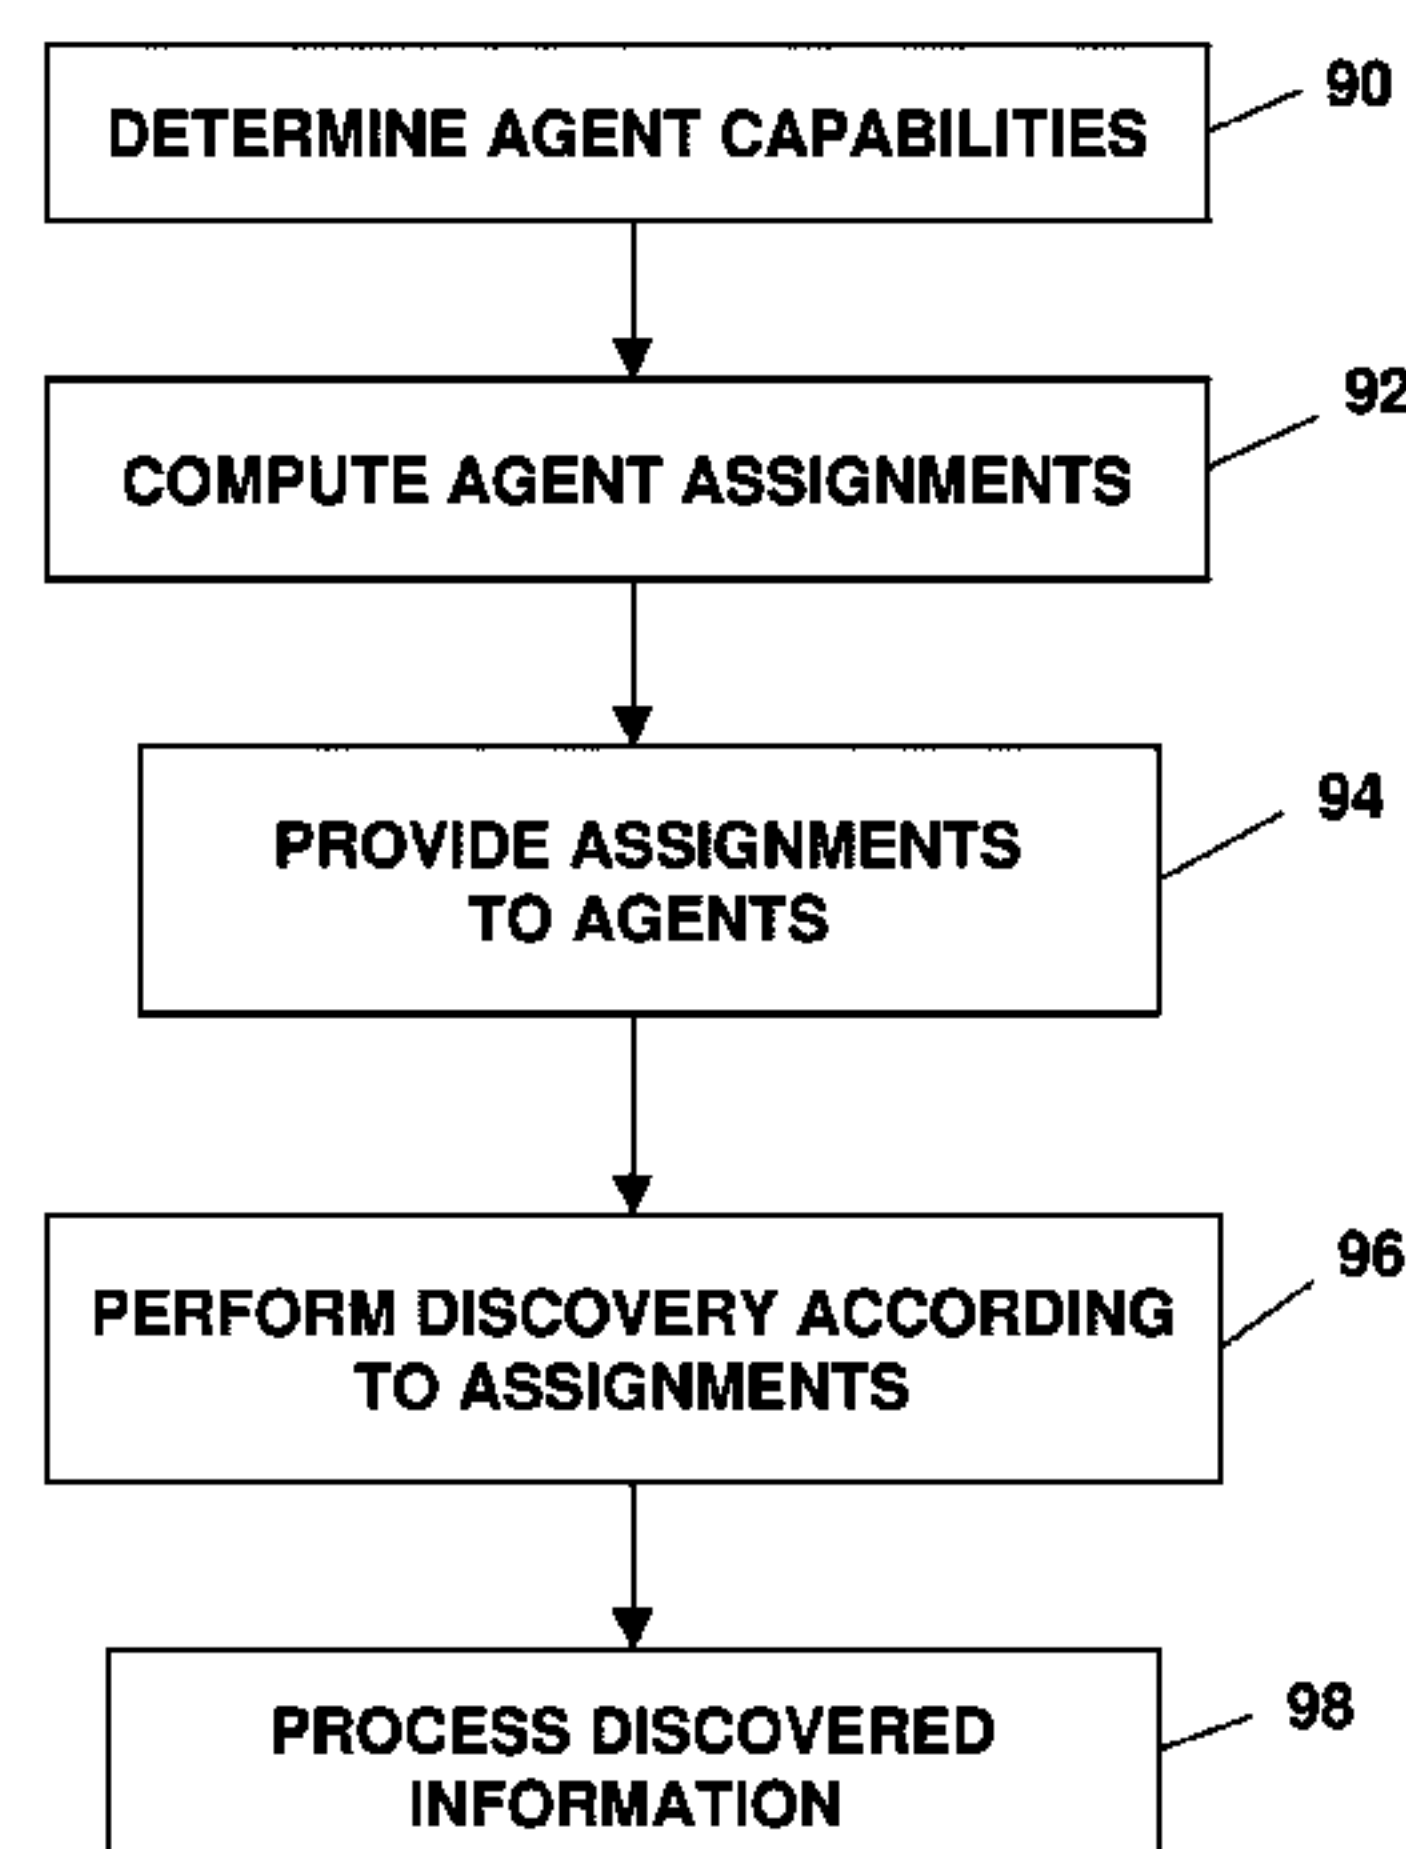 DETERMINE AGENT CAPABILITIES
90
COMPUTE AGENT ASSIGNMENTS
92
PROVIDE ASSIGNMENTS
TO AGENTS
94
PERFORM DISCOVERY ACCORDING
TO ASSIGNMENTS
96
PROCESS DISCOVERED
INFORMATION
98